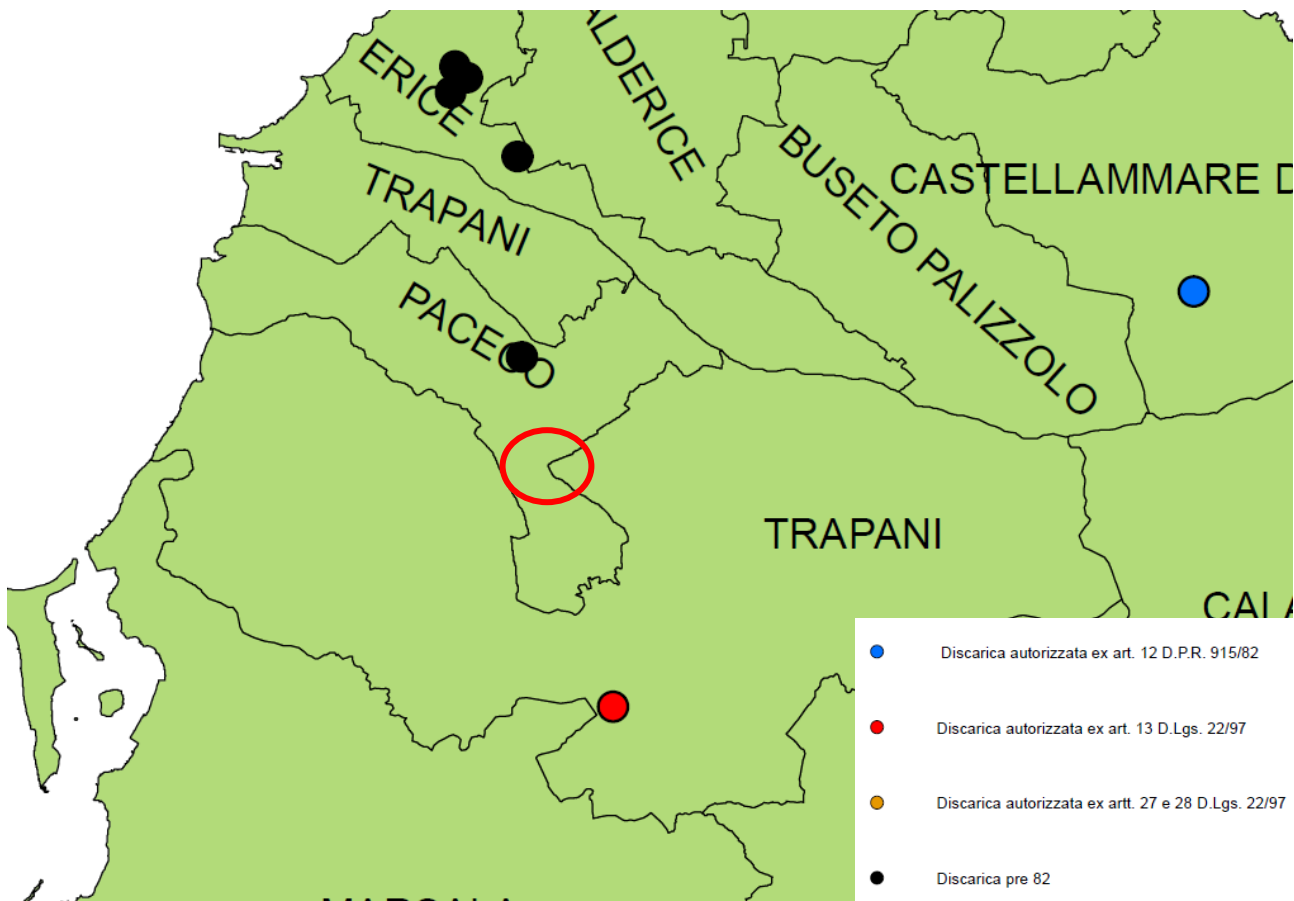 ERICE
ALDERICE
BUSETO PALIZZOLO
CASTELLAMMARE D
TRAPANI
PACECO
TRAPANI
CALA
Discarica autorizzata ex art. 12 D.P.R. 915/82
Discarica autorizzata ex art. 13 D.Lgs. 22/97
Discarica autorizzata ex artt. 27 e 28 D.Lgs. 22/97
Discarica pre 82
MARSALA